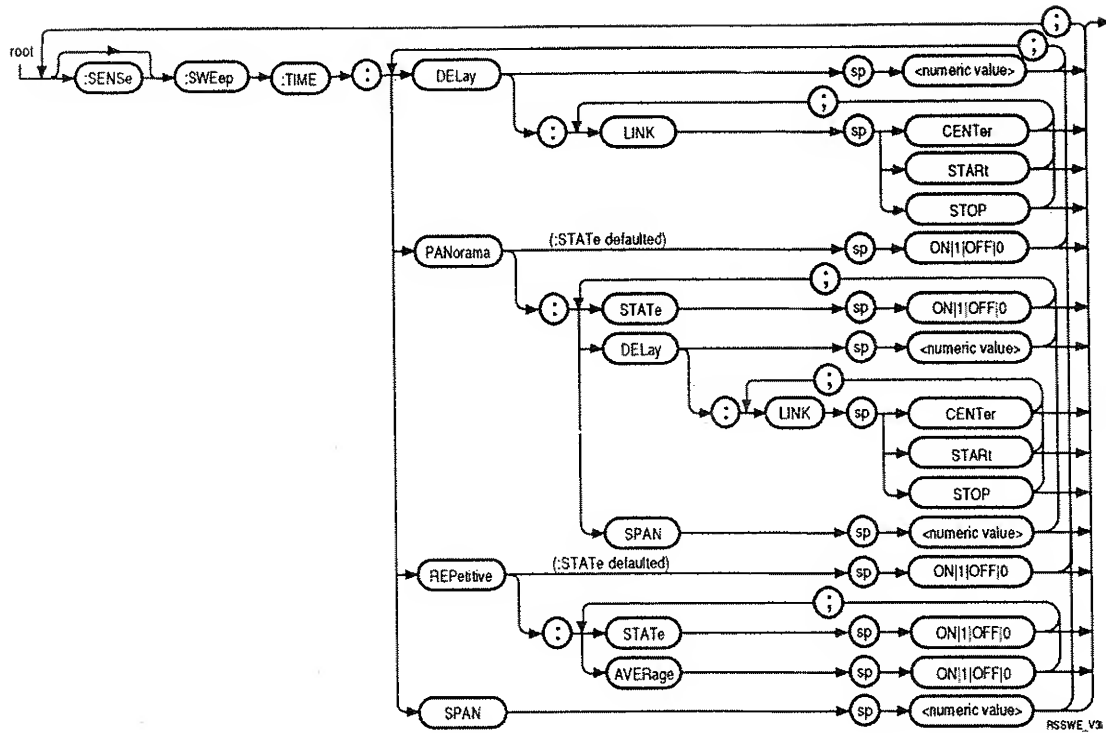 ;
root ;
:SENSe :SWEep :TIME : DELay sp <numeric value>
;
: LINK sp CENTer
STARt
STOP
PANorama (:STATe defaulted) sp ON|1|OFF|0
;
: STATe sp ON|1|OFF|0
DELay sp <numeric value>
;
: LINK sp CENTer
STARt
STOP
SPAN sp <numeric value>
REPetitive (:STATe defaulted) sp ON|1|OFF|0
;
: STATe sp ON|1|OFF|0
AVERage sp ON|1|OFF|0
SPAN sp <numeric value>